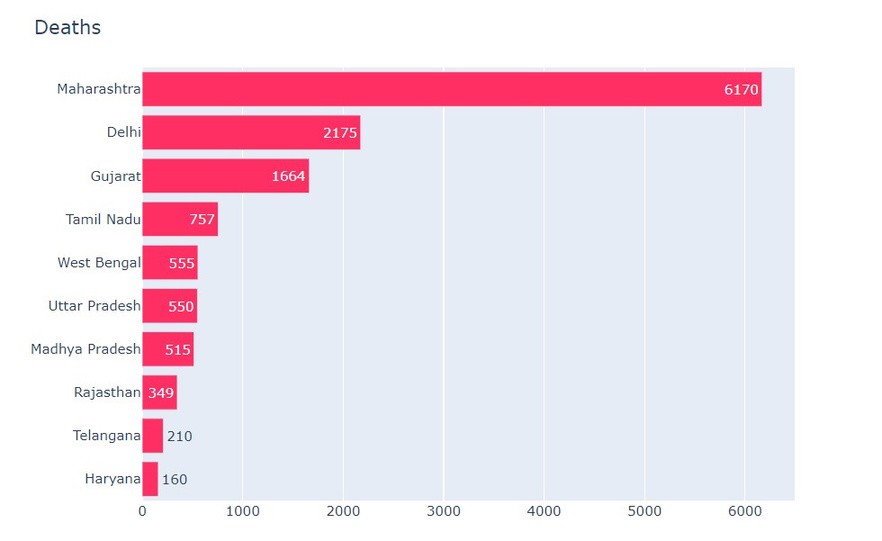 Deaths
Maharashtra 6170
Delhi 2175
Gujarat 1664
Tamil Nadu 757
West Bengal 555
Uttar Pradesh 550
Madhya Pradesh 515
Rajasthan 349
Telangana 210
Haryana 160
0 1000 2000 3000 4000 5000 6000